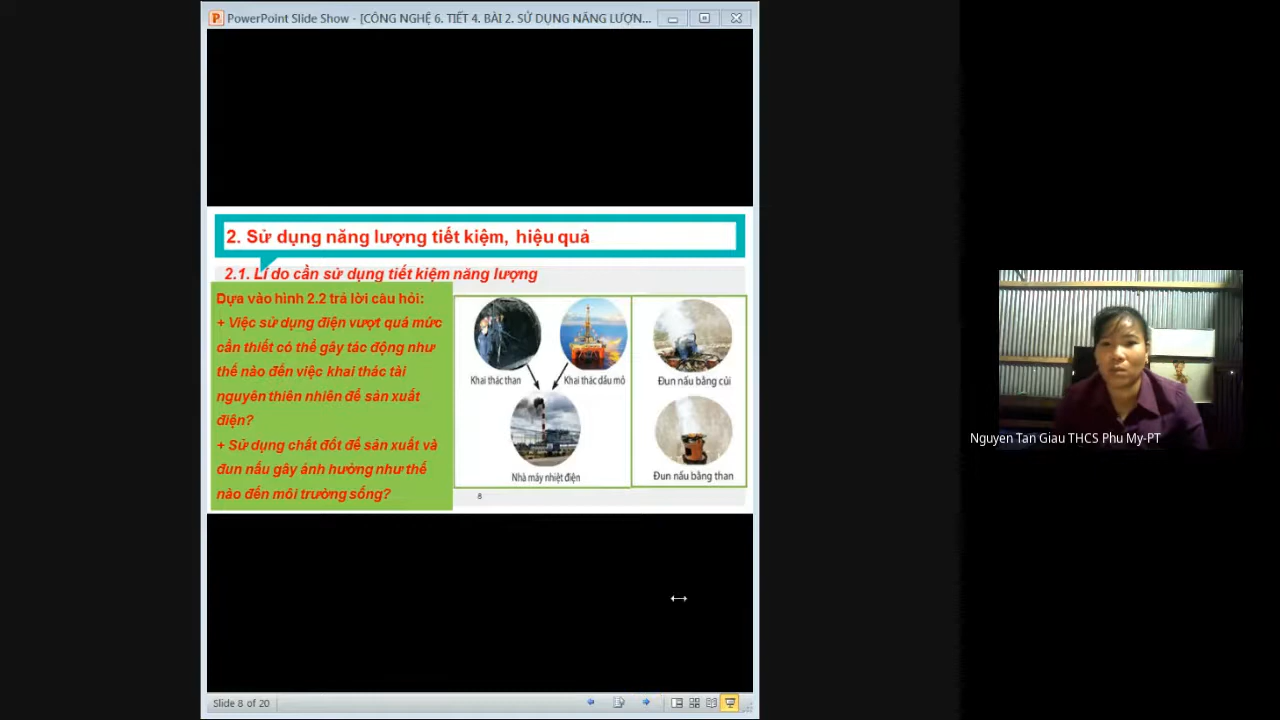 PowerPoint Slide Show - [CÔNG NGHỆ 6. TIẾT 4. BÀI 2. SỬ DỤNG NĂNG LƯỢN...
2. Sử dụng năng lượng tiết kiệm, hiệu quả
2.1. Lí do cần sử dụng tiết kiệm năng lượng
Dựa vào hình 2.2 trả lời câu hỏi:
+ Việc sử dụng điện vượt quá mức
cần thiết có thể gây tác động như
thế nào đến việc khai thác tài
nguyên thiên nhiên để sản xuất
điện?
+ Sử dụng chất đốt để sản xuất và
đun nấu gây ảnh hưởng như thế
nào đến môi trường sống?
Khai thác than
Khai thác dầu mỏ
Nhà máy nhiệt điện
Đun nấu bằng củi
Đun nấu bằng than
8
Nguyen Tan Giau THCS Phu My-PT
Slide 8 of 20